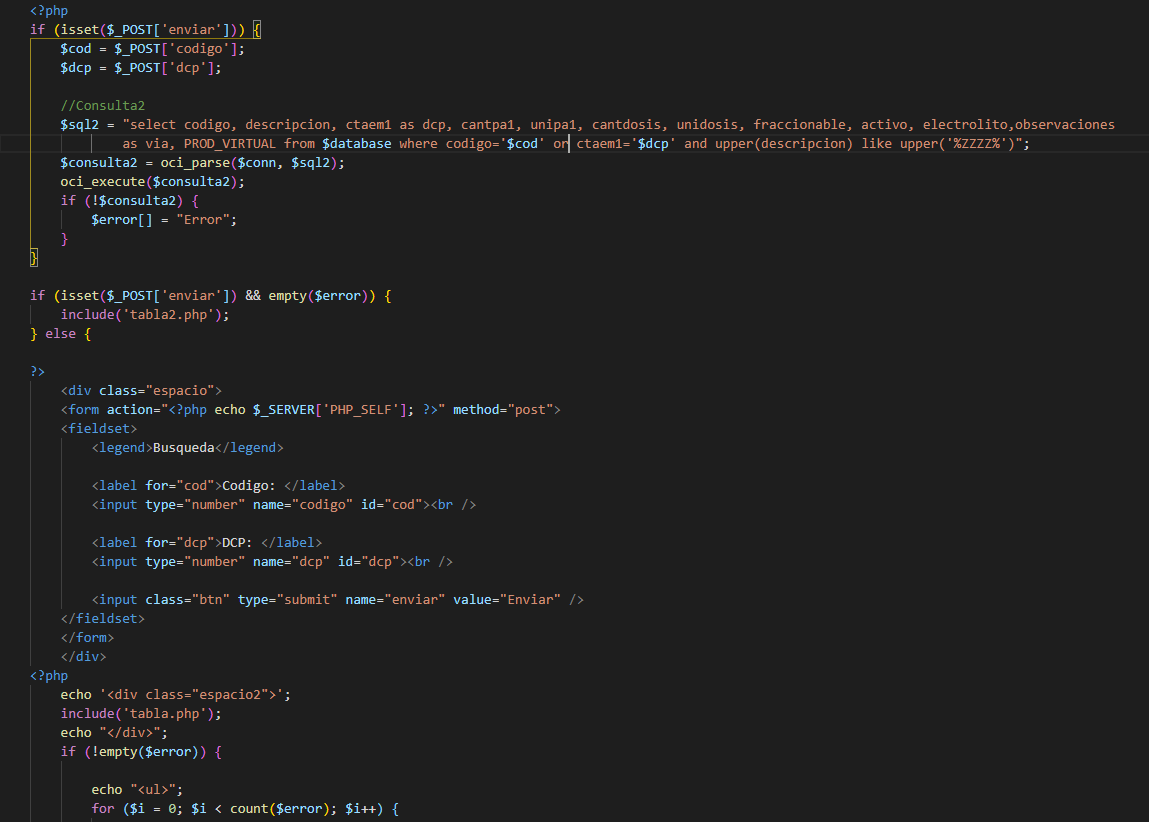 <?php
if (isset($_POST['enviar'])) {
    $cod = $_POST['codigo'];
    $dcp = $_POST['dcp'];

    //Consulta2
    $sql2 = "select codigo, descripcion, ctaem1 as dcp, cantpa1, unipa1, cantdosis, unidosis, fraccionable, activo, electrolito,observaciones
            as via, PROD_VIRTUAL from $database where codigo='$cod' or ctaem1='$dcp' and upper(descripcion) like upper('%ZZZZ%')";
    $consulta2 = oci_parse($conn, $sql2);
    oci_execute($consulta2);
    if (!$consulta2) {
        $error[] = "Error";
    }
}

if (isset($_POST['enviar']) && empty($error)) {
    include('tabla2.php');
} else {

?>
    <div class="espacio">
    <form action="<?php echo $_SERVER['PHP_SELF']; ?>" method="post">
    <fieldset>
        <legend>Busqueda</legend>

        <label for="cod">Codigo: </label>
        <input type="number" name="codigo" id="cod"><br />

        <label for="dcp">DCP: </label>
        <input type="number" name="dcp" id="dcp"><br />

        <input class="btn" type="submit" name="enviar" value="Enviar" />
    </fieldset>
    </form>
    </div>
<?php
    echo '<div class="espacio2">';
    include('tabla.php');
    echo "</div>";
    if (!empty($error)) {

        echo "<ul>";
        for ($i = 0; $i < count($error); $i++) {